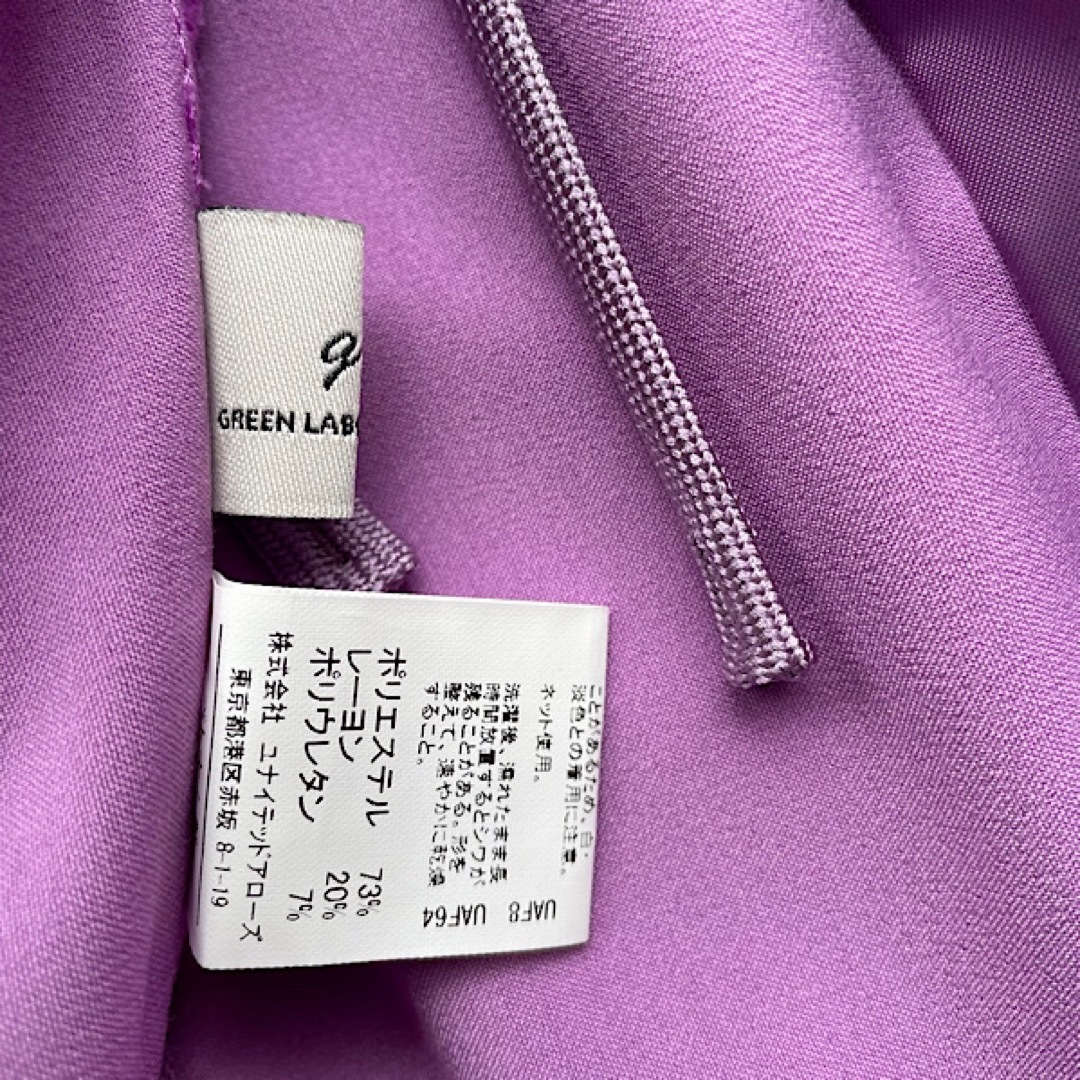 GREEN LAB
ことがあるため、白・
淡色との着用に注意。
ネット使用。
UAF8
洗濯後、濡れたまま長
時間放置するとシワが
残ることがある。形を
整えて、速やかに乾燥
すること。
UAF64
ポリエステル 73%
レーヨン 20%
ポリウレタン 7%
株式会社 ユナイテッドアローズ
東京都港区赤坂 8-1-19